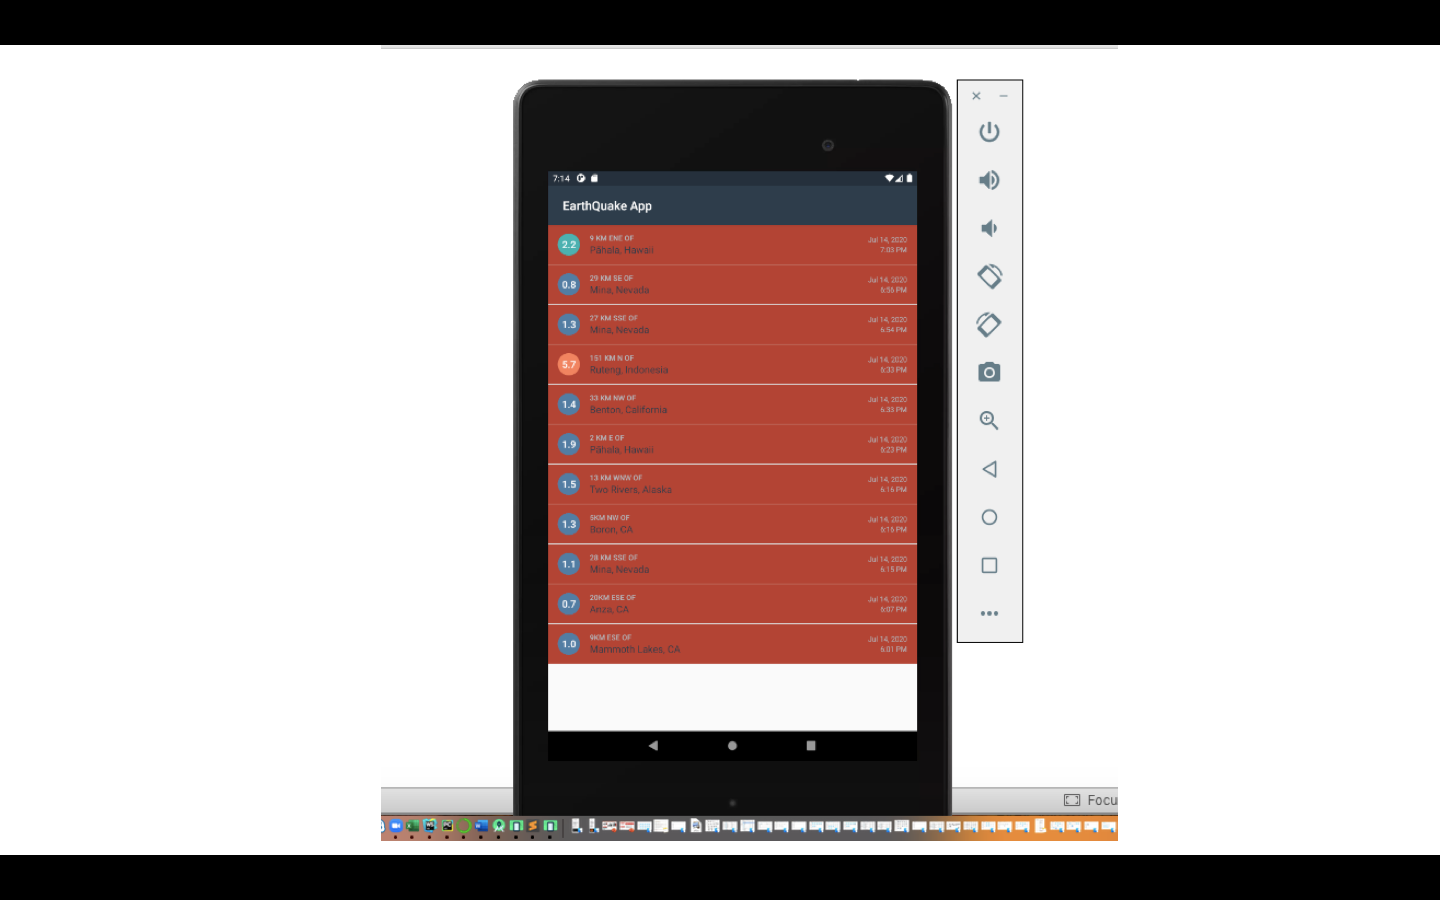 7:14
EarthQuake App
2.2
9 KM ENE OF
Pāhala, Hawaii
Jul 14, 2020
7:03 PM
0.8
29 KM SE OF
Mina, Nevada
Jul 14, 2020
6:56 PM
1.3
27 KM SSE OF
Mina, Nevada
Jul 14, 2020
6:54 PM
5.7
151 KM N OF
Ruteng, Indonesia
Jul 14, 2020
6:33 PM
1.4
33 KM NW OF
Benton, California
Jul 14, 2020
6:33 PM
1.9
2 KM E OF
Pāhala, Hawaii
Jul 14, 2020
6:23 PM
1.5
13 KM WNW OF
Two Rivers, Alaska
Jul 14, 2020
6:16 PM
1.3
5KM NW OF
Boron, CA
Jul 14, 2020
6:16 PM
1.1
28 KM SSE OF
Mina, Nevada
Jul 14, 2020
6:15 PM
0.7
20KM ESE OF
Anza, CA
Jul 14, 2020
6:07 PM
1.0
9KM ESE OF
Mammoth Lakes, CA
Jul 14, 2020
6:01 PM
Focu